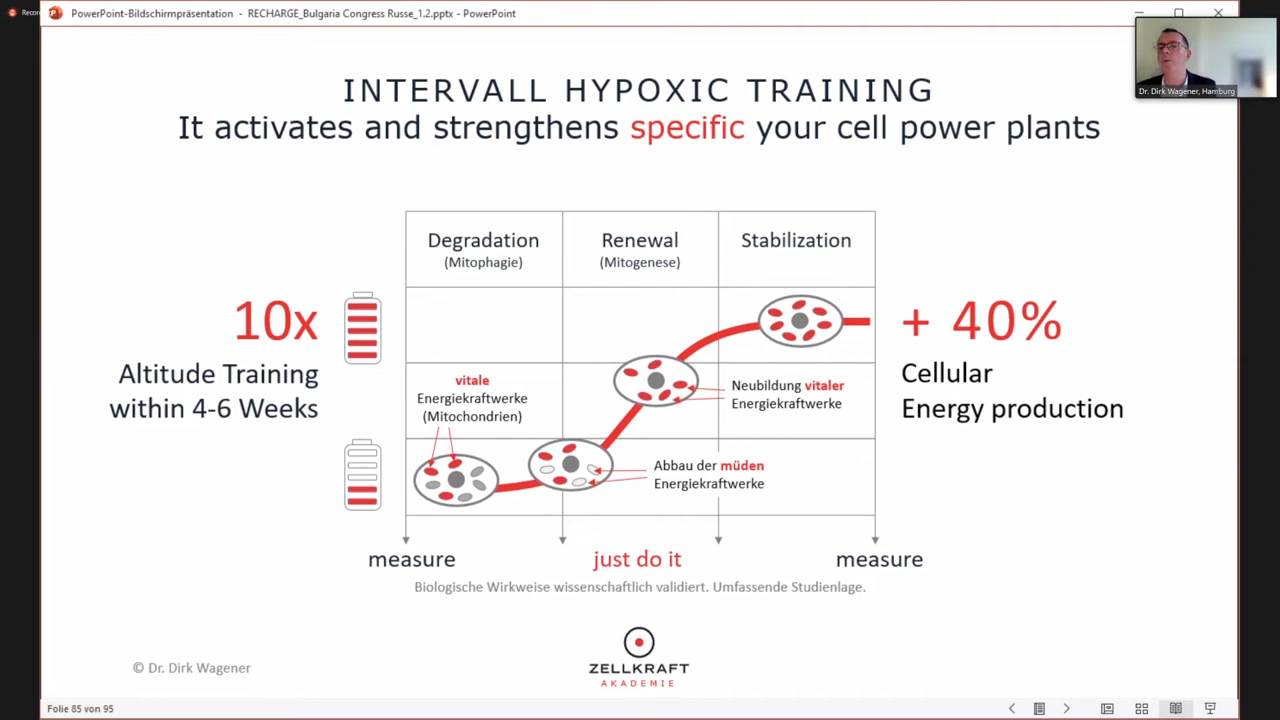 Recor
PowerPoint-Bildschirmpräsentation - RECHARGE_Bulgaria Congress Russe_1.2.pptx - PowerPoint
Dr. Dirk Wagener, Hamburg
INTERVALL HYPOXIC TRAINING
It activates and strengthens specific your cell power plants
Degradation
(Mitophagie)
Renewal
(Mitogenese)
Stabilization
10x
Altitude Training
within 4-6 Weeks
+ 40%
Cellular
Energy production
vitale
Energiekraftwerke
(Mitochondrien)
Neubildung vitaler
Energiekraftwerke
Abbau der müden
Energiekraftwerke
measure
just do it
measure
Biologische Wirkweise wissenschaftlich validiert. Umfassende Studienlage.
© Dr. Dirk Wagener
ZELLKRAFT
AKADEMIE
Folie 85 von 95